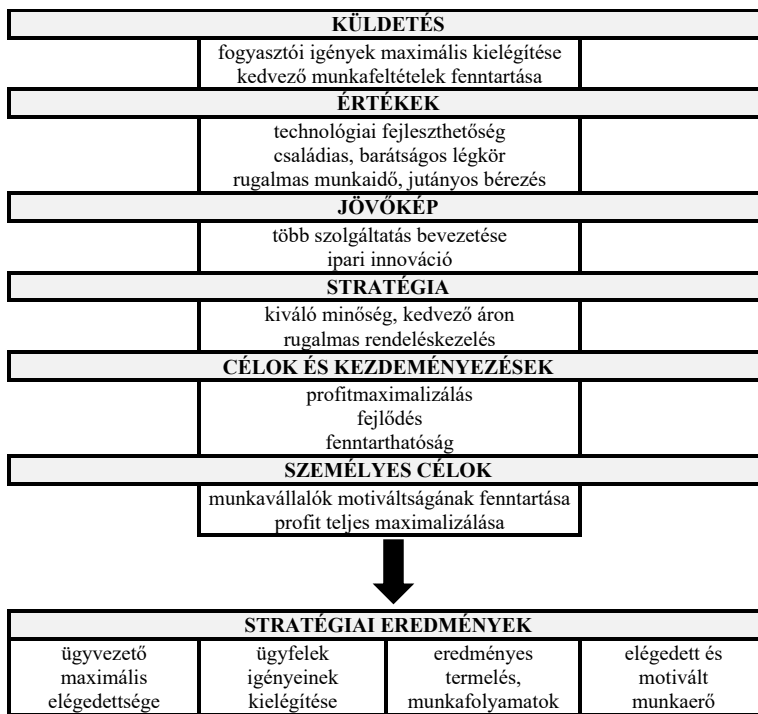 KÜLDETÉS
fogyasztói igények maximális kielégítése
kedvező munkafeltételek fenntartása
ÉRTÉKEK
technológiai fejleszthetőség
családias, barátságos légkör
rugalmas munkaidő, jutányos bérezés
JÖVŐKÉP
több szolgáltatás bevezetése
ipari innováció
STRATÉGIA
kiváló minőség, kedvező áron
rugalmas rendeléskezelés
CÉLOK ÉS KEZDEMÉNYEZÉSEK
profitmaximalizálás
fejlődés
fenntarthatóság
SZEMÉLYES CÉLOK
munkavállalók motiváltságának fenntartása
profit teljes maximalizálása
STRATÉGIAI EREDMÉNYEK
ügyvezető
maximális
elégedettsége
ügyfelek
igényeinek
kielégítése
eredményes
termelés,
munkafolyamatok
elégedett és
motivált
munkaerő